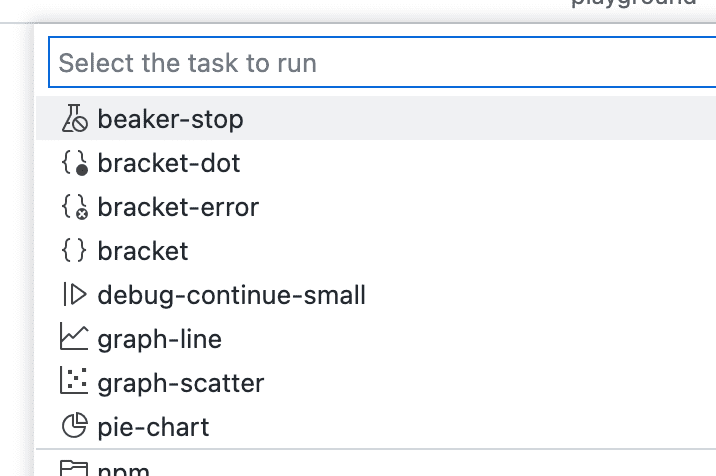 playground
Select the task to run
beaker-stop
bracket-dot
bracket-error
bracket
debug-continue-small
graph-line
graph-scatter
pie-chart
npm